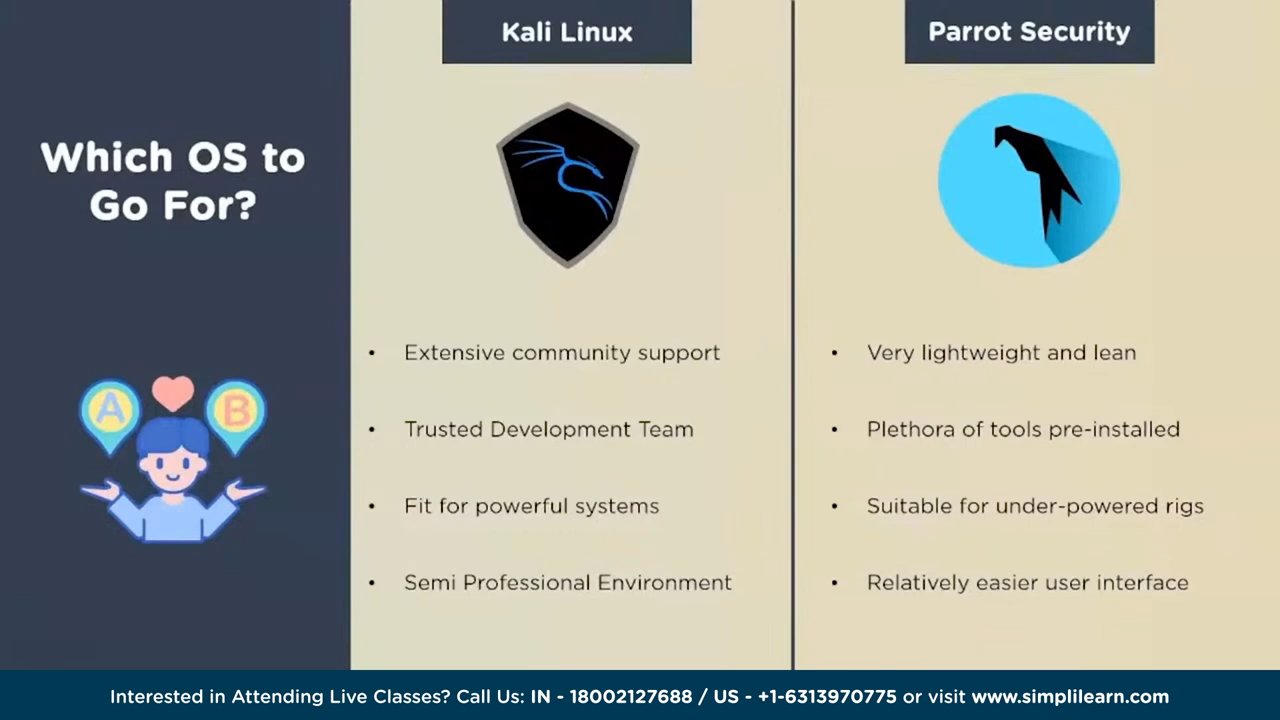 Which OS to
Go For?
A
B
Kali Linux
• Extensive community support
• Trusted Development Team
• Fit for powerful systems
• Semi Professional Environment
Parrot Security
• Very lightweight and lean
• Plethora of tools pre-installed
• Suitable for under-powered rigs
• Relatively easier user interface
Interested in Attending Live Classes? Call Us: IN - 18002127688 / US - +1-6313970775 or visit www.simplilearn.com